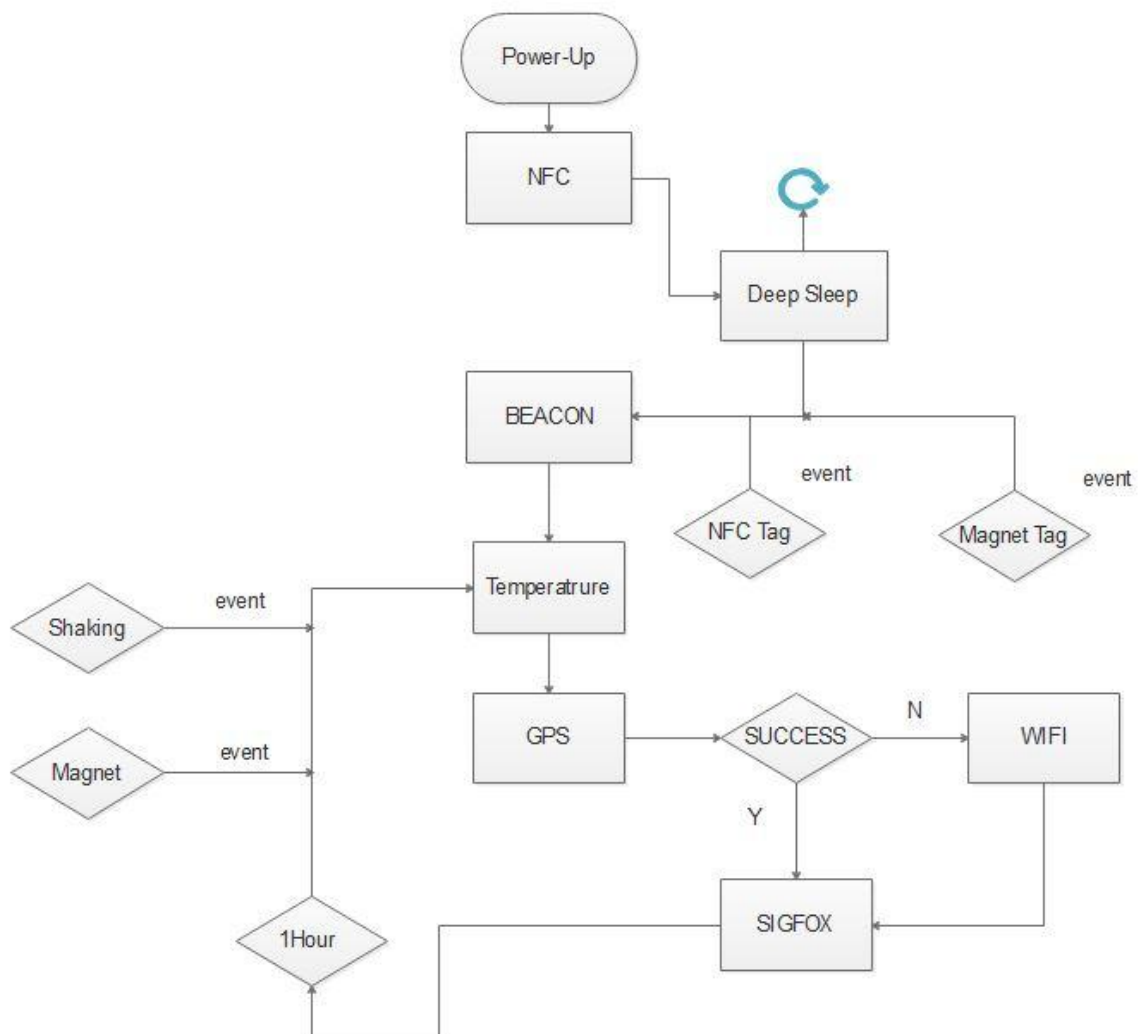 Power-Up
NFC
Deep Sleep
BEACON
event
event
NFC Tag
Magnet Tag
Temperatrure
event
Shaking
GPS
SUCCESS
N
WIFI
event
Magnet
Y
1Hour
SIGFOX